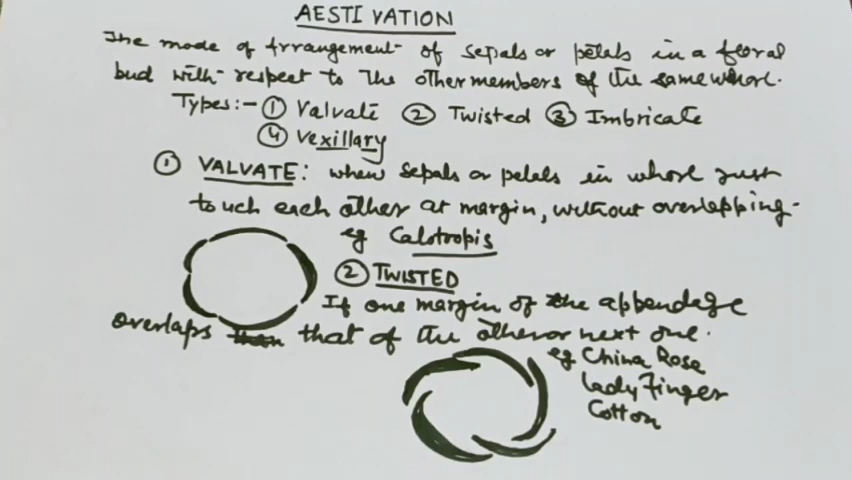 AESTIVATION
The mode of Arrangement of sepals or petals in a floral
bud with respect to the other members of the same whorl.
Types:- ① Valvate ② Twisted ③ Imbricate
④ Vexillary
① VALVATE: when sepals or petals in whorl just
touch each other at margin, without overlapping.
eg Calotropis
② TWISTED
If one margin of the appendage
overlaps that of the other or next one.
eg China Rose
Lady Finger
Cotton